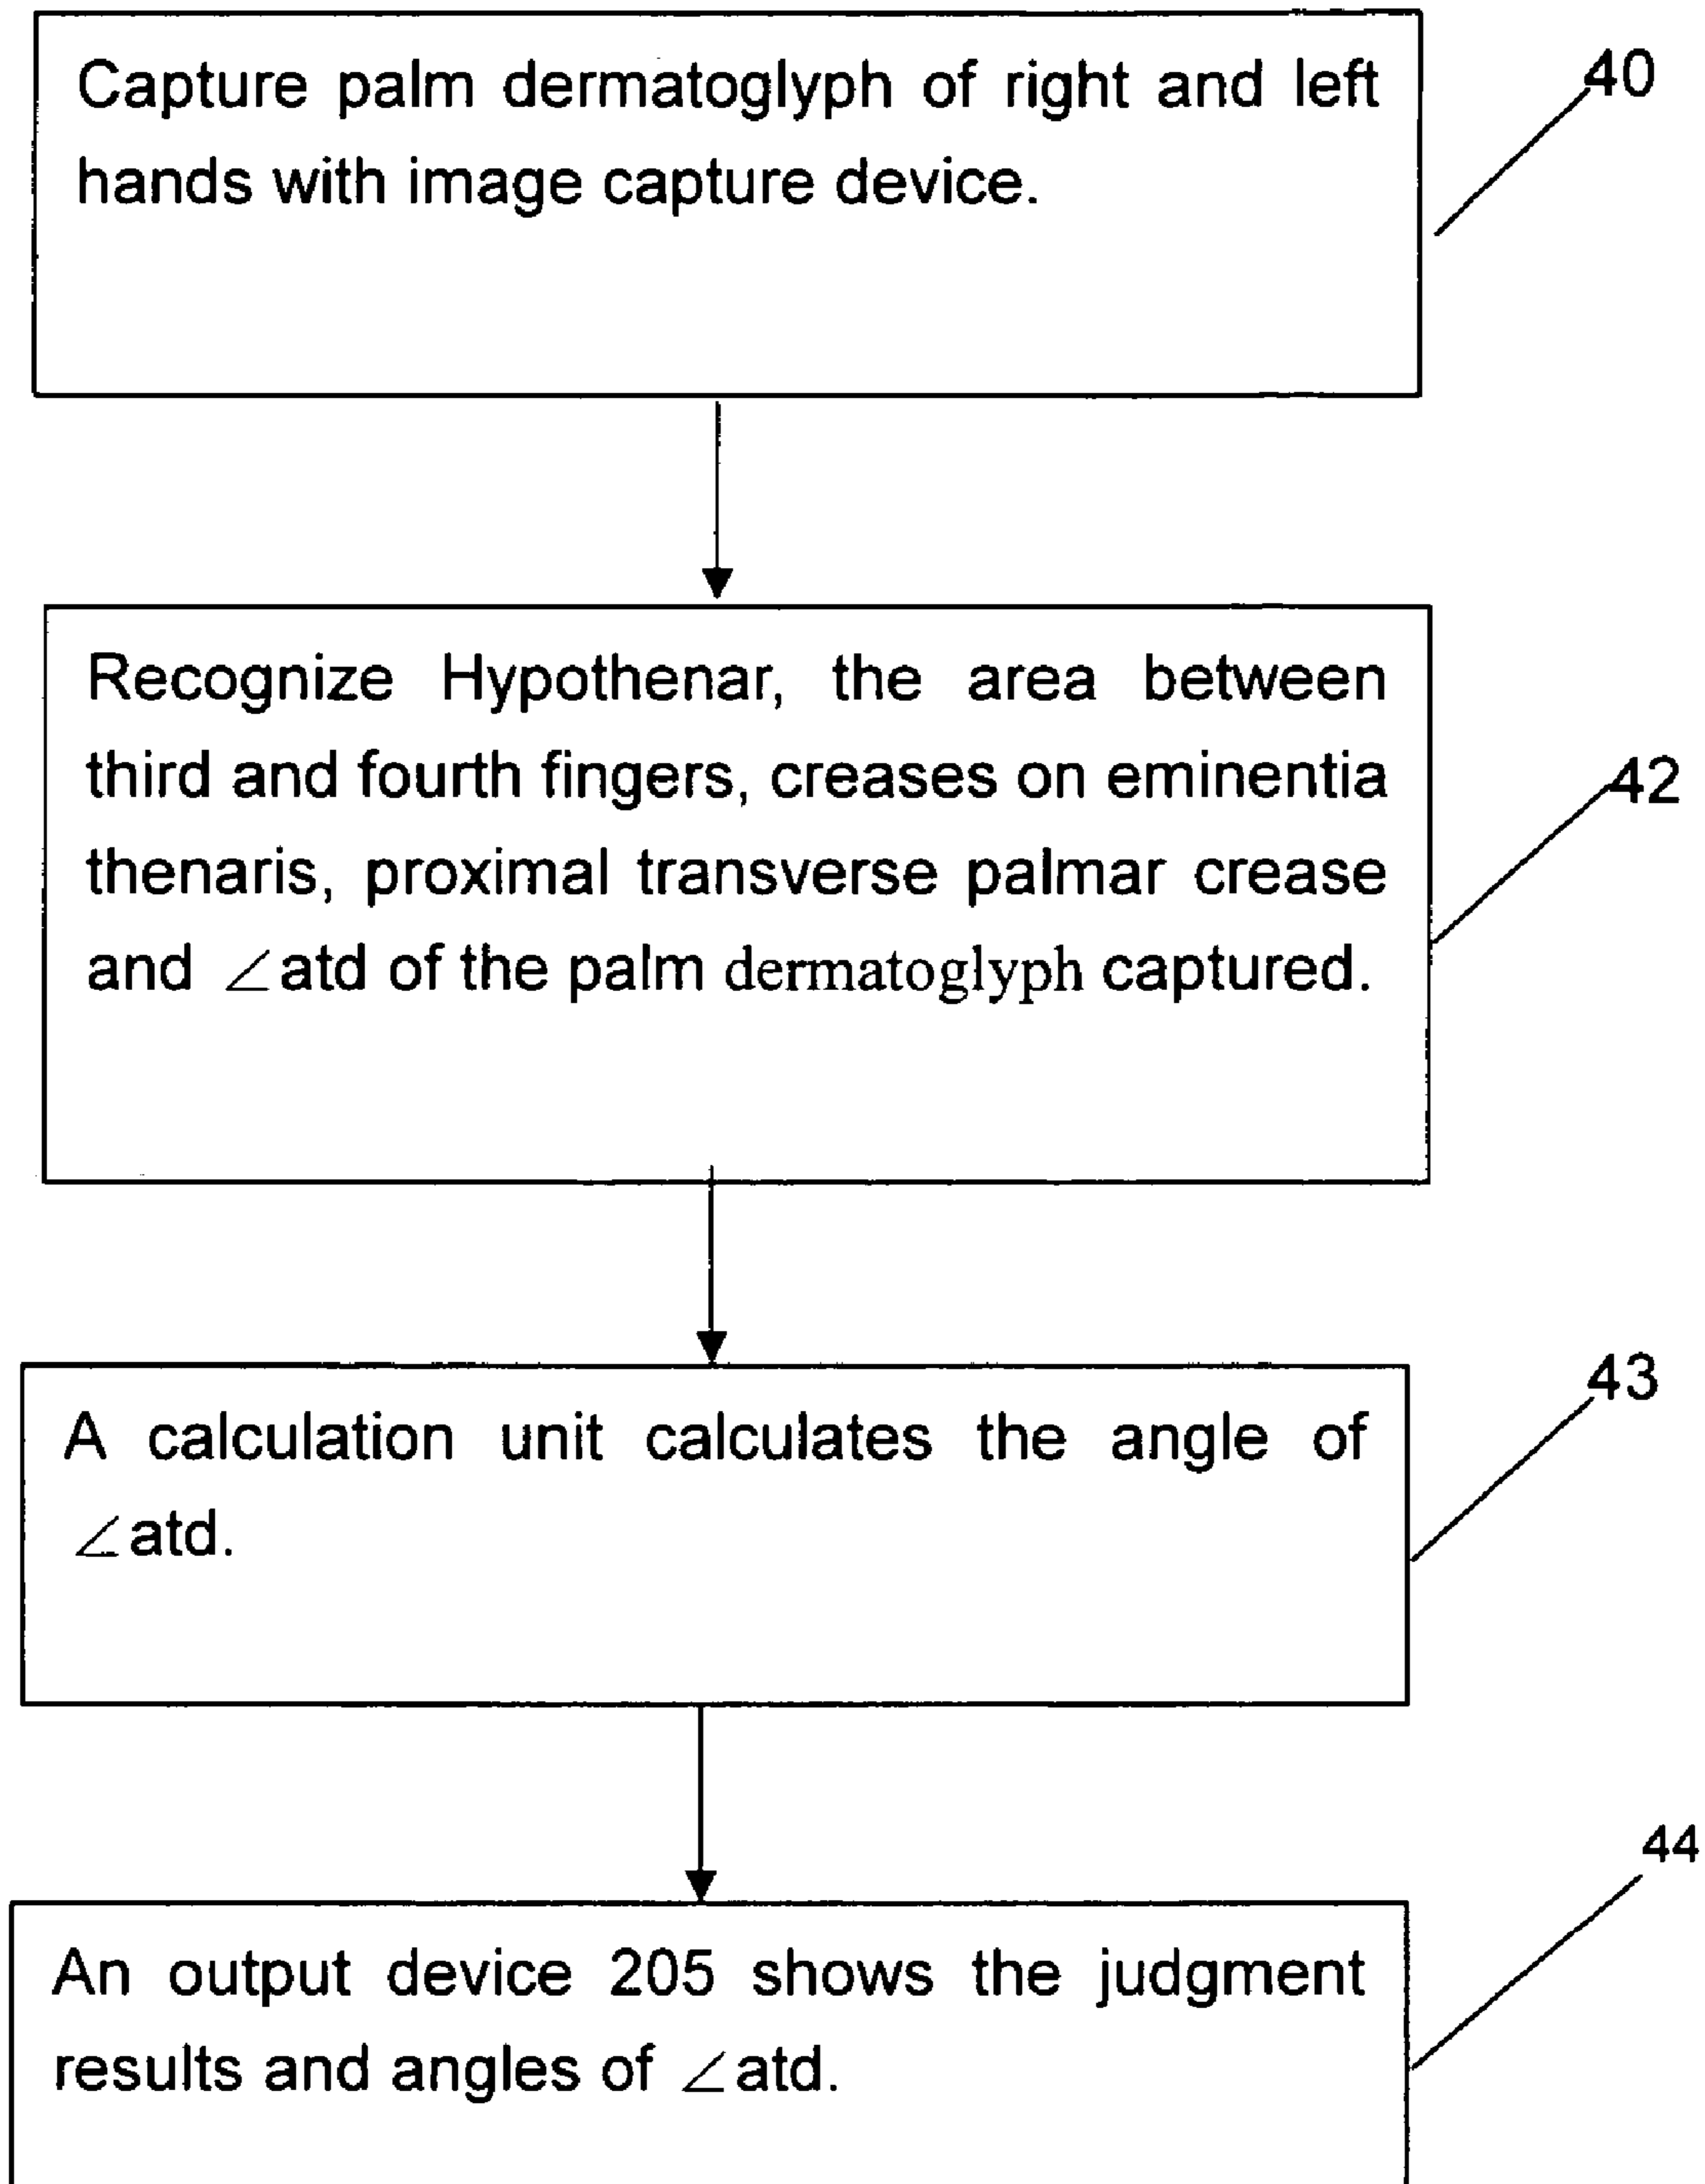 Capture palm dermatoglyph of right and left
hands with image capture device.
40
Recognize Hypothenar, the area between
third and fourth fingers, creases on eminentia
thenaris, proximal transverse palmar crease
and ∠atd of the palm dermatoglyph captured.
42
A calculation unit calculates the angle of
∠atd.
43
An output device 205 shows the judgment
results and angles of ∠atd.
44